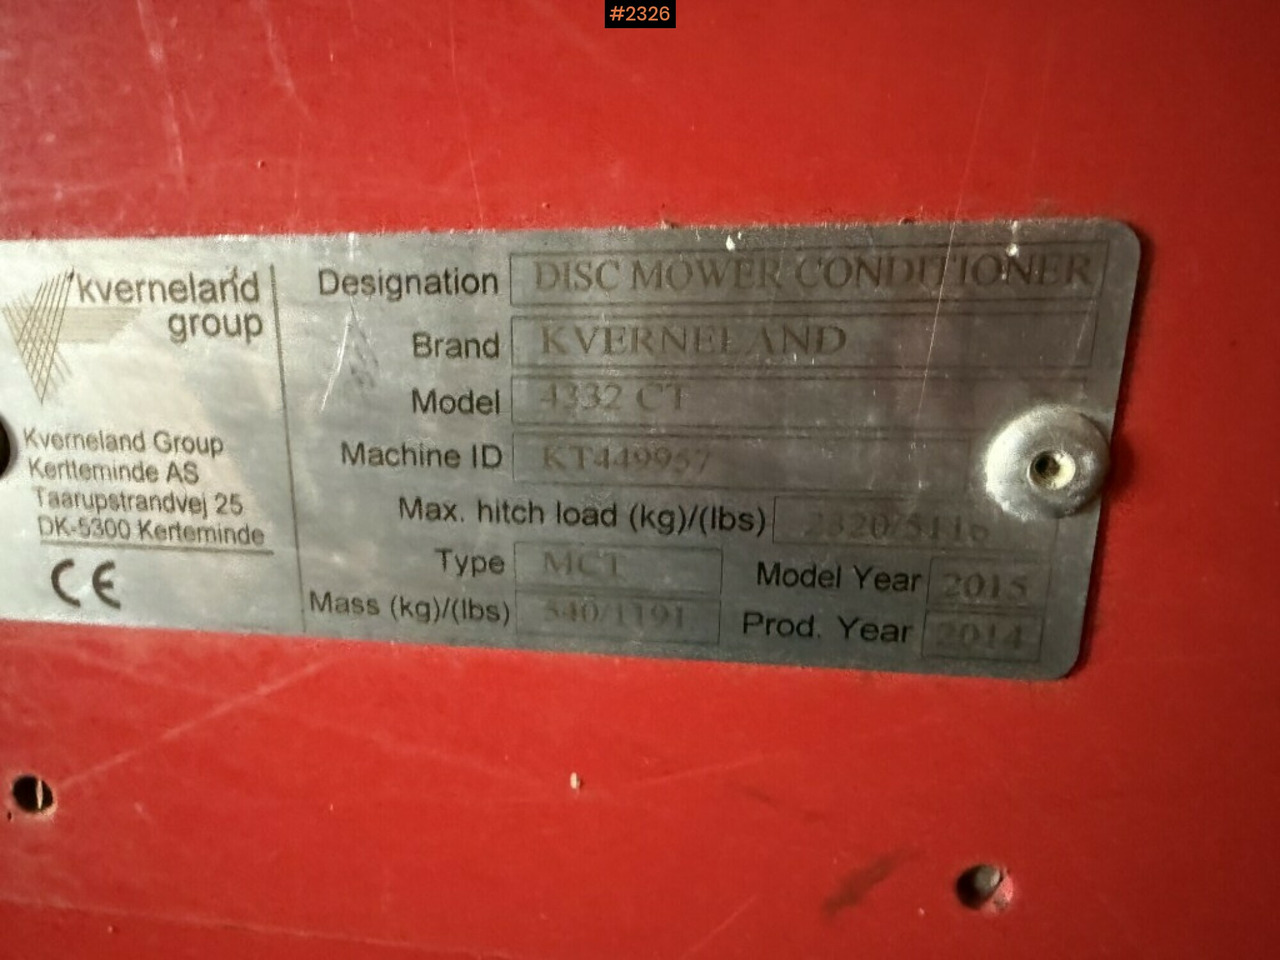 #2326
kverneland
group
Kverneland Group
Kertteminde AS
Taarupstrandvej 25
DK-5300 Kerteminde
CE
Designation DISC MOWER CONDITIONER
Brand KVERNELAND
Model 4332 CT
Machine ID KT449957
Max. hitch load (kg)/(lbs) 2320/5116
Type MCT
Model Year 2015
Mass (kg)/(lbs) 540/1191
Prod. Year 2014